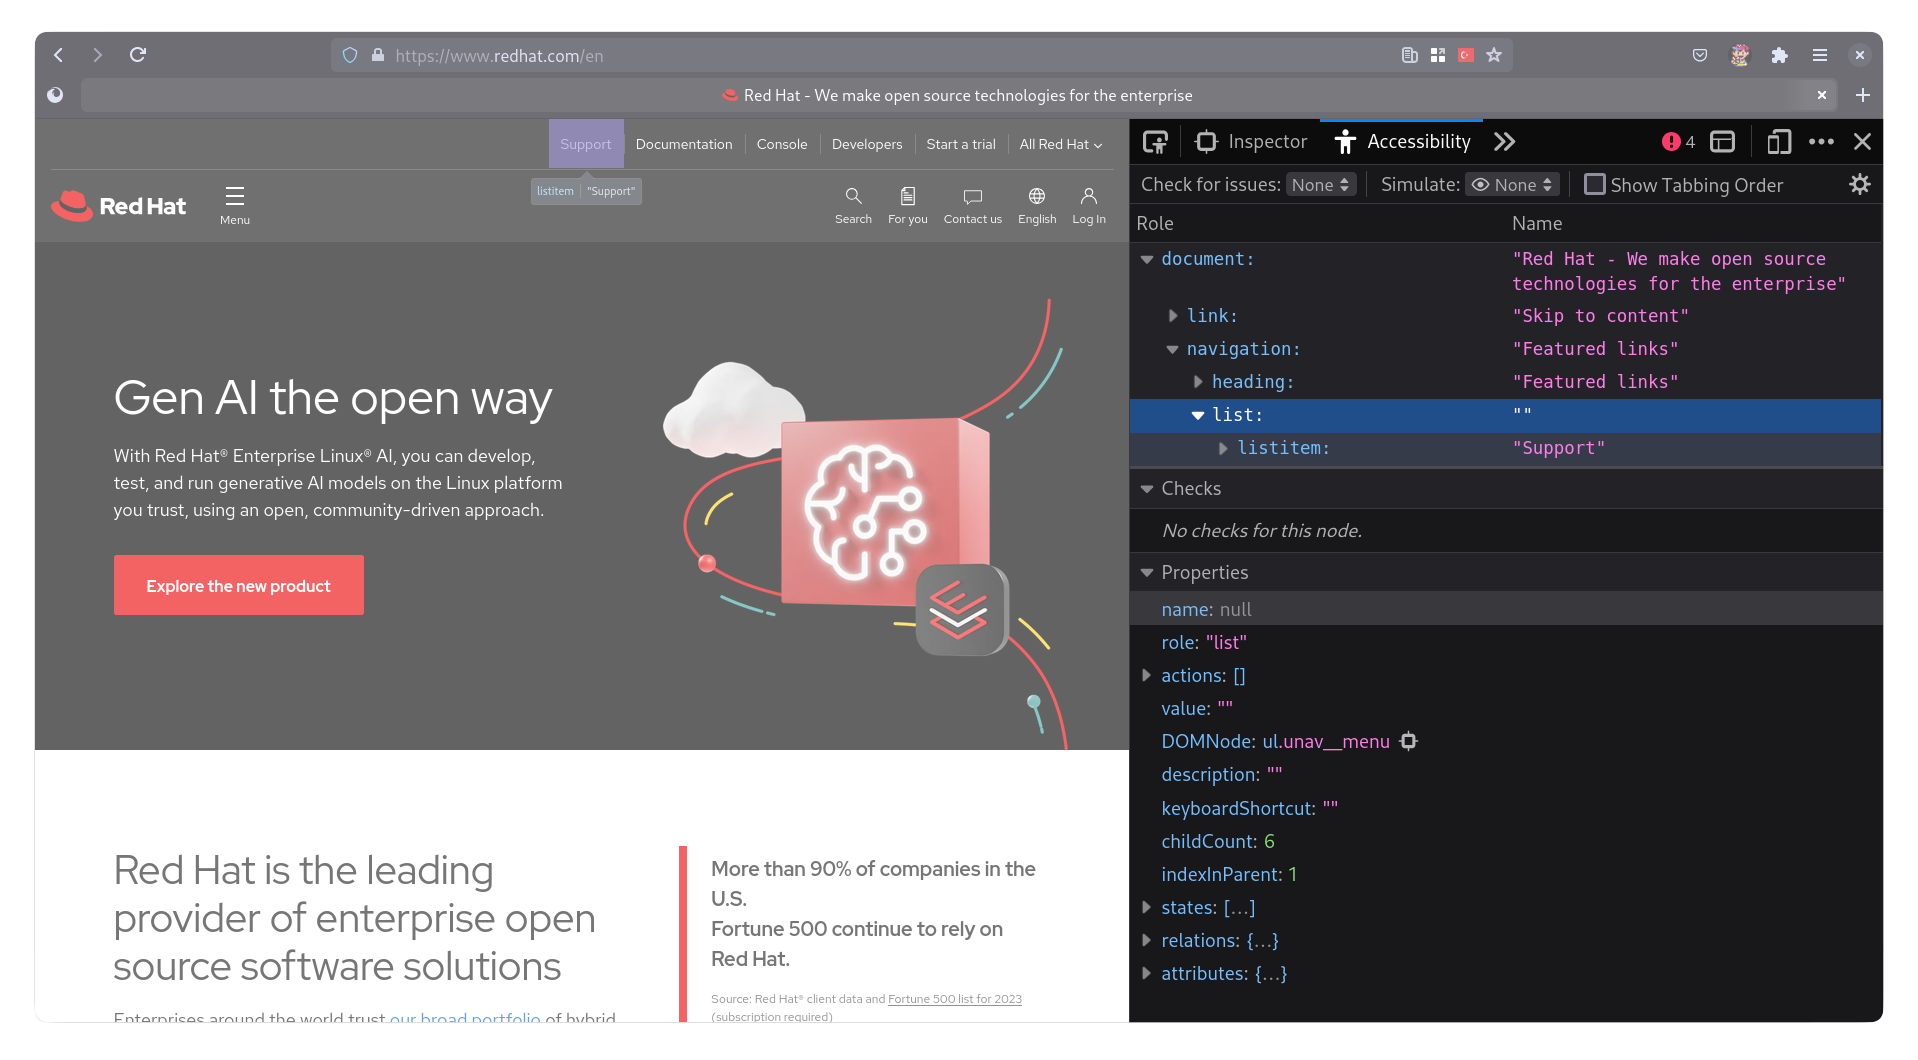 https://www.redhat.com/en
Red Hat - We make open source technologies for the enterprise
Support
Documentation
Console
Developers
Start a trial
All Red Hat
listitem "Support"
Red Hat
Menu
Search
For you
Contact us
English
Log In
Gen AI the open way
With Red Hat® Enterprise Linux® AI, you can develop,
test, and run generative AI models on the Linux platform
you trust, using an open, community-driven approach.
Explore the new product
Red Hat is the leading
provider of enterprise open
source software solutions
Enterprises around the world trust our broad portfolio of hybrid
More than 90% of companies in the
U.S.
Fortune 500 continue to rely on
Red Hat.
Source: Red Hat® client data and Fortune 500 list for 2023
(subscription required)
Inspector
Accessibility
4
Check for issues: None
Simulate: None
Show Tabbing Order
Role Name
document: "Red Hat - We make open source
technologies for the enterprise"
link: "Skip to content"
navigation: "Featured links"
heading: "Featured links"
list: ""
listitem: "Support"
Checks
No checks for this node.
Properties
name: null
role: "list"
actions: []
value: ""
DOMNode: ul.unav__menu
description: ""
keyboardShortcut: ""
childCount: 6
indexInParent: 1
states: […]
relations: {…}
attributes: {…}